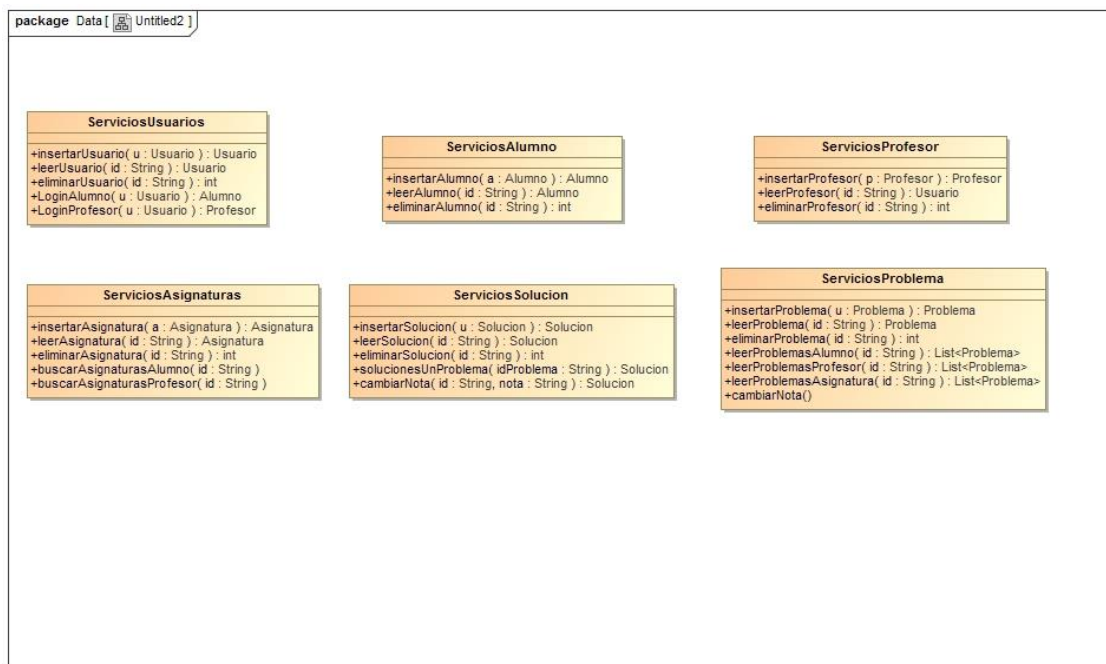 package Data [ Untitled2 ]
ServiciosUsuarios
+insertarUsuario( u : Usuario ) : Usuario
+leerUsuario( id : String ) : Usuario
+eliminarUsuario( id : String ) : int
+LoginAlumno( u : Usuario ) : Alumno
+LoginProfesor( u : Usuario ) : Profesor
ServiciosAlumno
+insertarAlumno( a : Alumno ) : Alumno
+leerAlumno( id : String ) : Alumno
+eliminarAlumno( id : String ) : int
ServiciosProfesor
+insertarProfesor( p : Profesor ) : Profesor
+leerProfesor( id : String ) : Usuario
+eliminarProfesor( id : String ) : int
ServiciosAsignaturas
+insertarAsignatura( a : Asignatura ) : Asignatura
+leerAsignatura( id : String ) : Asignatura
+eliminarAsignatura( id : String ) : int
+buscarAsignaturasAlumno( id : String )
+buscarAsignaturasProfesor( id : String )
ServiciosSolucion
+insertarSolucion( u : Solucion ) : Solucion
+leerSolucion( id : String ) : Solucion
+eliminarSolucion( id : String ) : int
+solucionesUnProblema( idProblema : String ) : Solucion
+cambiarNota( id : String, nota : String ) : Solucion
ServiciosProblema
+insertarProblema( u : Problema ) : Problema
+leerProblema( id : String ) : Problema
+eliminarProblema( id : String ) : int
+leerProblemasAlumno( id : String ) : List<Problema>
+leerProblemasProfesor( id : String ) : List<Problema>
+leerProblemasAsignatura( id : String ) : List<Problema>
+cambiarNota()